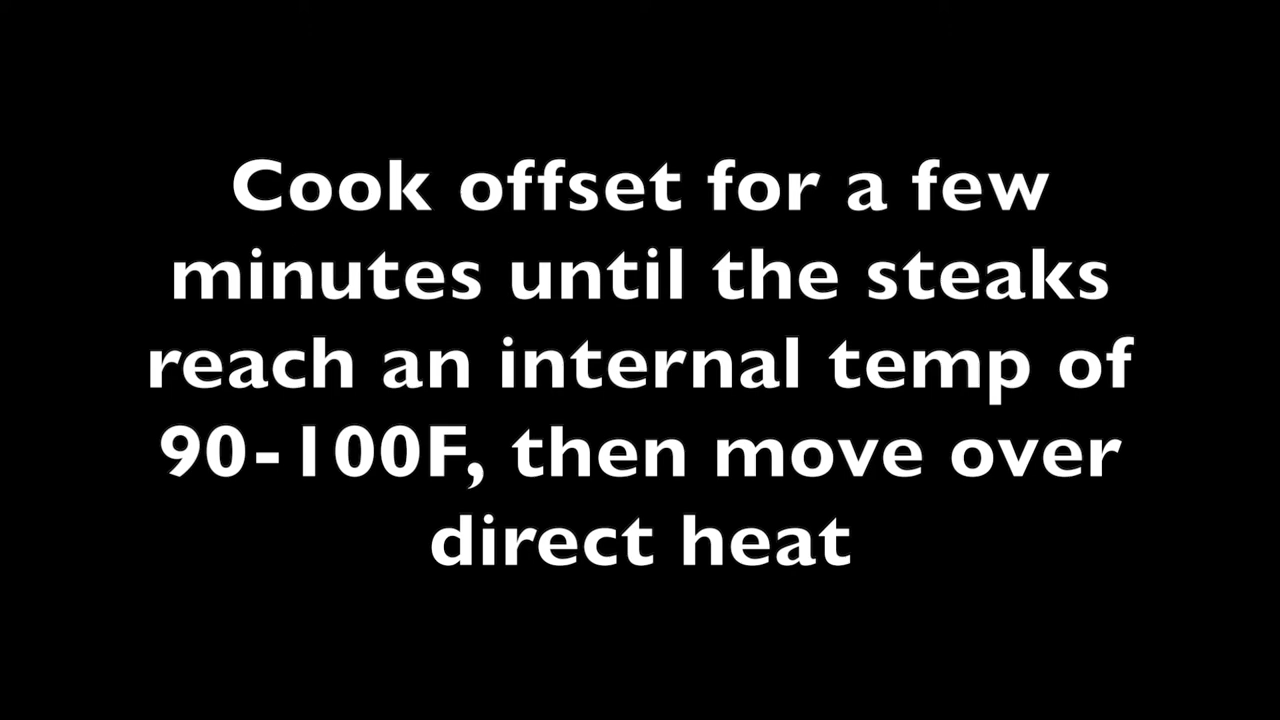 Cook offset for a few
minutes until the steaks
reach an internal temp of
90-100F, then move over
direct heat